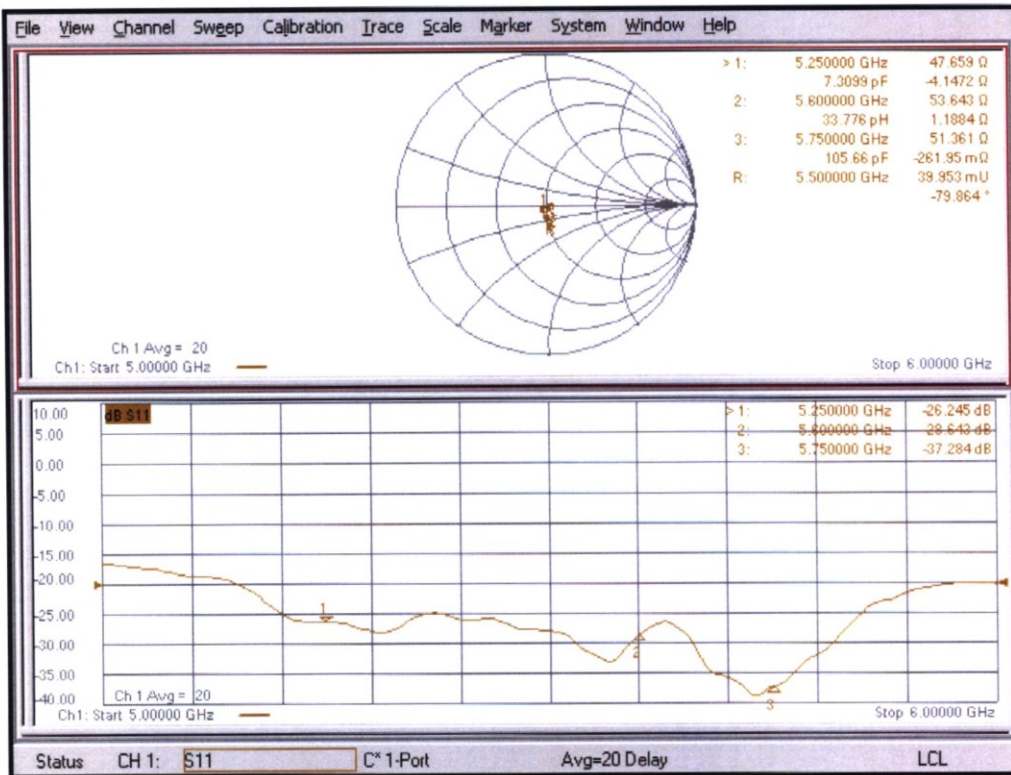 File View Channel Sweep Calibration Trace Scale Marker System Window Help
> 1: 5.250000 GHz 47.659 Ω
7.3099 pF -4.1472 Ω
2: 5.600000 GHz 53.643 Ω
33.776 pH 1.1884 Ω
3: 5.750000 GHz 51.361 Ω
105.66 pF -261.95 mΩ
R: 5.500000 GHz 39.953 mU
-79.864 °
Ch 1 Avg = 20
Ch1: Start 5.00000 GHz
Stop 6.00000 GHz
dB S11
> 1: 5.250000 GHz -26.245 dB
2: 5.600000 GHz -28.643 dB
3: 5.750000 GHz -37.284 dB
10.00
5.00
0.00
-5.00
-10.00
-15.00
-20.00
-25.00
-30.00
-35.00
-40.00
1
2
3
Ch 1 Avg = 20
Ch1: Start 5.00000 GHz
Stop 6.00000 GHz
Status CH 1: S11 C* 1-Port Avg=20 Delay LCL